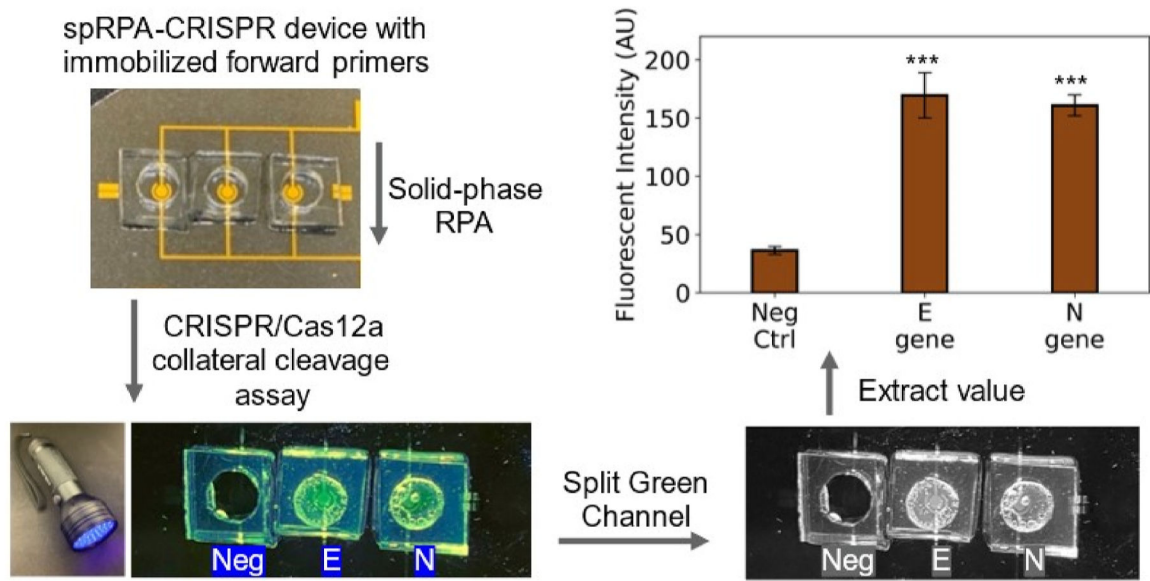 spRPA-CRISPR device with
immobilized forward primers
Solid-phase
RPA
CRISPR/Cas12a
collateral cleavage
assay
Neg
E
N
Split Green
Channel
Neg
E
N
Extract value
Fluorescent Intensity (AU)
200
150
100
50
0
***
***
Neg
Ctrl
E
gene
N
gene